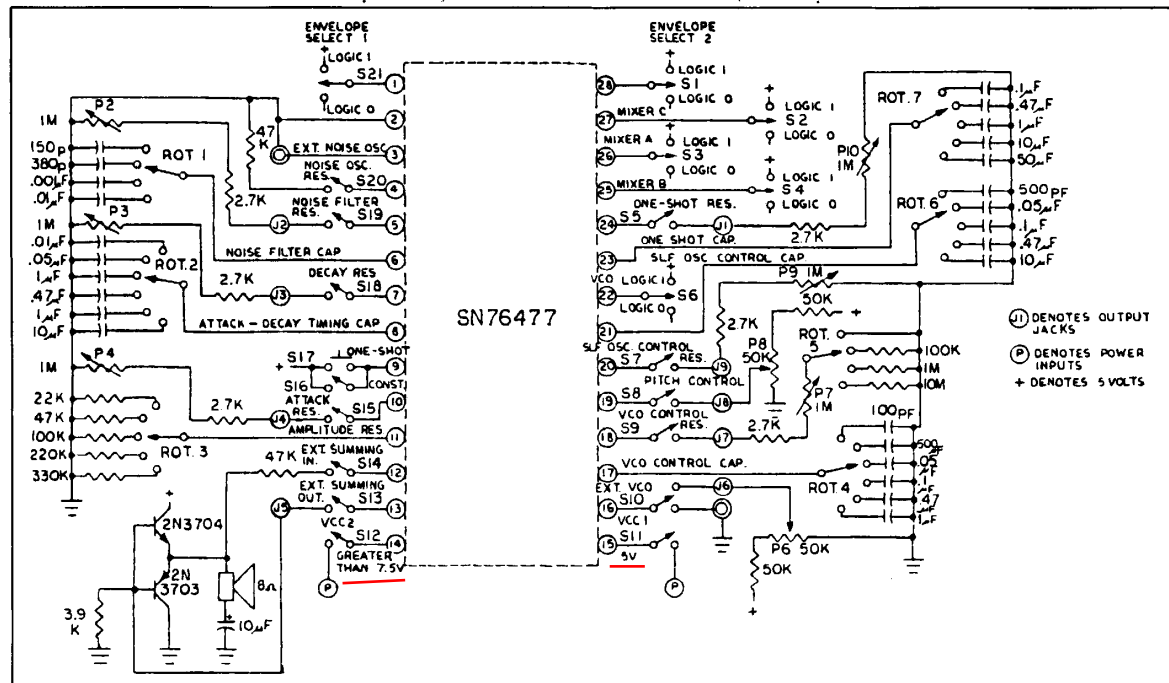 ENVELOPE SELECT 1
+
LOGIC 1
S21
LOGIC 0
1
2
EXT. NOISE OSC
3
NOISE OSC. RES.
S20
4
47 K
P2
1M
150p
380p
.001µF
.01µF
ROT. 1
2.7K
NOISE FILTER RES.
J2
S19
5
NOISE FILTER CAP
6
P3
1M
.01µF
.05µF
1µF
.47µF
1µF
10µF
ROT.2
2.7K
J3
DECAY RES
S18
7
ATTACK - DECAY TIMING CAP
8
S17
ONE-SHOT
+
9
S16
CONST.
ATTACK RES.
S15
10
P4
1M
2.7K
J4
22K
47K
100K
220K
330K
ROT. 3
AMPLITUDE RES.
11
47K
EXT. SUMMING IN.
S14
12
EXT. SUMMING OUT.
J5
S13
13
VCC2
S12
14
GREATER THAN 7.5V
P
+
2N3704
2N 3703
3.9 K
8Ω
+
10µF
SN76477
ENVELOPE SELECT 2
+
LOGIC 1
S1
LOGIC 0
28
MIXER C
27
+
LOGIC 1
S2
LOGIC 0
MIXER A
26
+
LOGIC 1
S3
LOGIC 0
MIXER B
25
+
LOGIC 1
S4
LOGIC 0
24
S5
ONE-SHOT RES.
J1
2.7K
P10
1M
ONE SHOT CAP.
23
SLF OSC CONTROL CAP.
ROT. 7
.1µF
.47µF
1µF
10µF
50µF
ROT.6
500PF
.05µF
.1µF
.47µF
10µF
VCO
22
LOGIC 1
+
S6
LOGIC 0
21
P9 1M
2.7K
50K
+
SLF OSC. CONTROL
20
S7
RES.
J9
P8
50K
PITCH CONTROL
19
S8
J8
VCO CONTROL RES.
18
S9
J7
2.7K
P7
1M
ROT. 5
100K
1M
10M
VCO CONTROL CAP.
17
ROT.4
100PF
500
.05
µF
.1
µF
.47
µF
1µF
EXT VCO
16
S10
J6
VCC1
15
S11
5V
P
P6 50K
50K
+
J1 DENOTES OUTPUT JACKS
P DENOTES POWER INPUTS
+ DENOTES 5 VOLTS